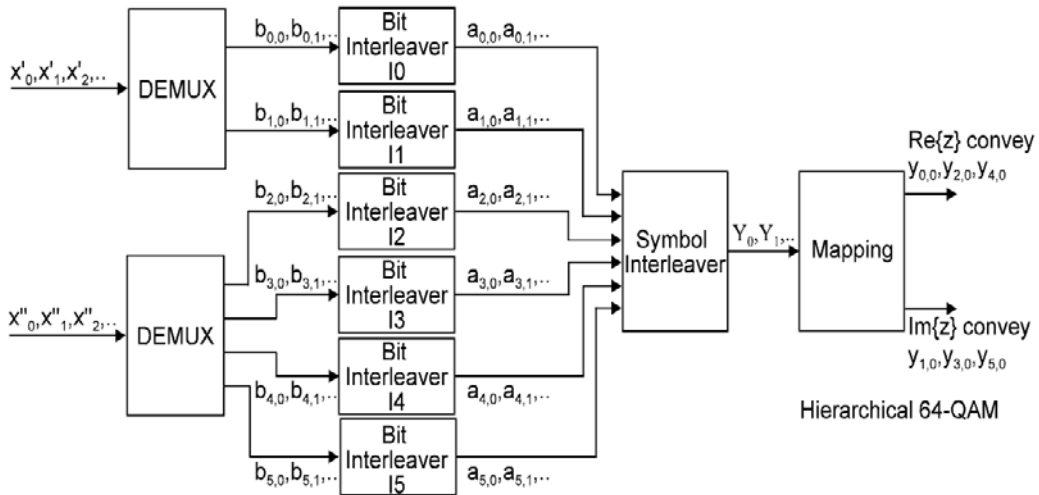 x'₀,x'₁,x'₂,..
DEMUX
b₀,₀,b₀,₁,..
Bit
Interleaver
I0
a₀,₀,a₀,₁,..
b₁,₀,b₁,₁,..
Bit
Interleaver
I1
a₁,₀,a₁,₁,..
b₂,₀,b₂,₁,..
Bit
Interleaver
I2
a₂,₀,a₂,₁,..
x"₀,x"₁,x"₂,..
DEMUX
b₃,₀,b₃,₁,..
Bit
Interleaver
I3
a₃,₀,a₃,₁,..
b₄,₀,b₄,₁,..
Bit
Interleaver
I4
a₄,₀,a₄,₁,..
b₅,₀,b₅,₁,..
Bit
Interleaver
I5
a₅,₀,a₅,₁,..
Symbol
Interleaver
Y₀,Y₁,..
Mapping
Re{z} convey
y₀,₀,y₂,₀,y₄,₀
Im{z} convey
y₁,₀,y₃,₀,y₅,₀
Hierarchical 64-QAM